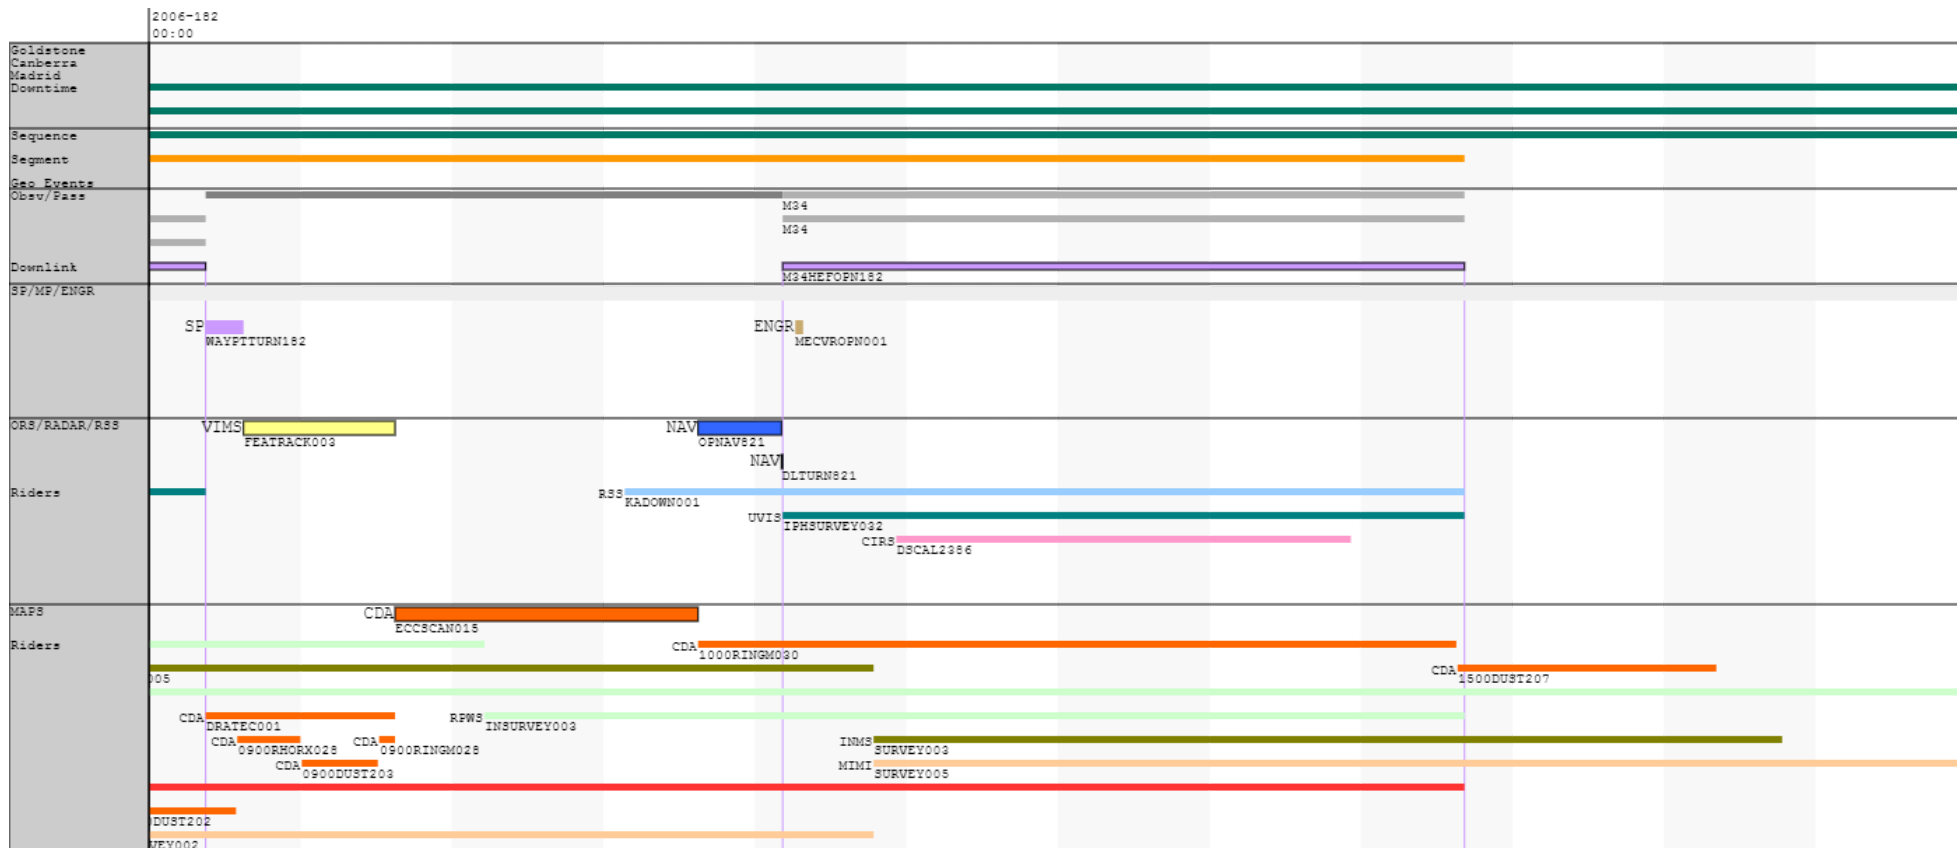 2006-182
00:00
Goldstone
Canberra
Madrid
Downtime
Sequence
Segment
Geo Events
Obsv/Pass
M34
M34
Downlink
M34HEFOPN182
SP/MP/ENGR
SP
WAYPTTURN182
ENGR
MECVROPN001
ORS/RADAR/RSS
VIMS
FEATRACK003
NAV
OPNAV821
NAV
DLTURN821
Riders
RSS
KADOWN001
UVIS
IPHSURVEY032
CIRS
DSCAL2386
MAPS
CDA
ECCSCAN015
Riders
CDA
1000RINGM030
005
CDA
1500DUST207
CDA
DRATEC001
RPWS
INSURVEY003
CDA
0900RHORX028
CDA
0900RINGM028
INMS
SURVEY003
CDA
0900DUST203
MIMI
SURVEY005
DUST202
VEY002